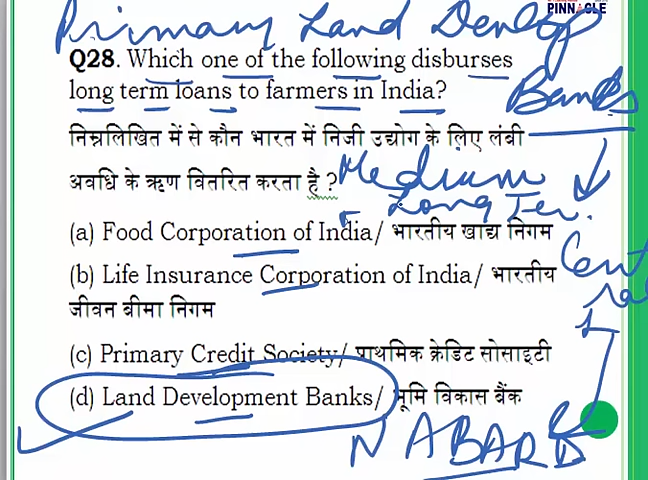 PINNACLE
Primary Land Develop
Banks
Q28. Which one of the following disburses
long term loans to farmers in India?
निम्नलिखित में से कौन भारत में निजी उद्योग के लिए लंबी
अवधि के ऋण वितरित करता है ?
Medium
Long Ter.
(a) Food Corporation of India/ भारतीय खाद्य निगम
(b) Life Insurance Corporation of India/ भारतीय
जीवन बीमा निगम
Cent
ral
(c) Primary Credit Society/ प्राथमिक क्रेडिट सोसाइटी
(d) Land Development Banks/ भूमि विकास बैंक
NABARD